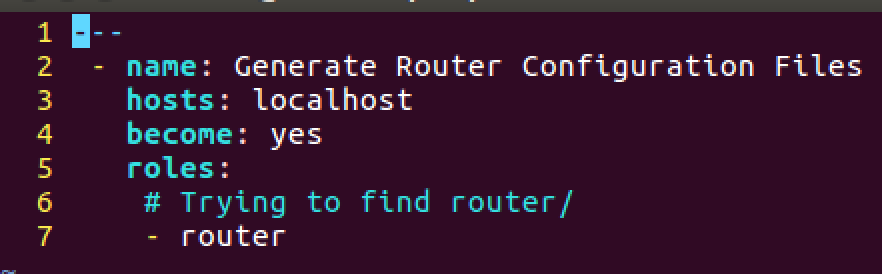 1 ---
2  - name: Generate Router Configuration Files
3    hosts: localhost
4    become: yes
5    roles:
6     # Trying to find router/
7     - router
~